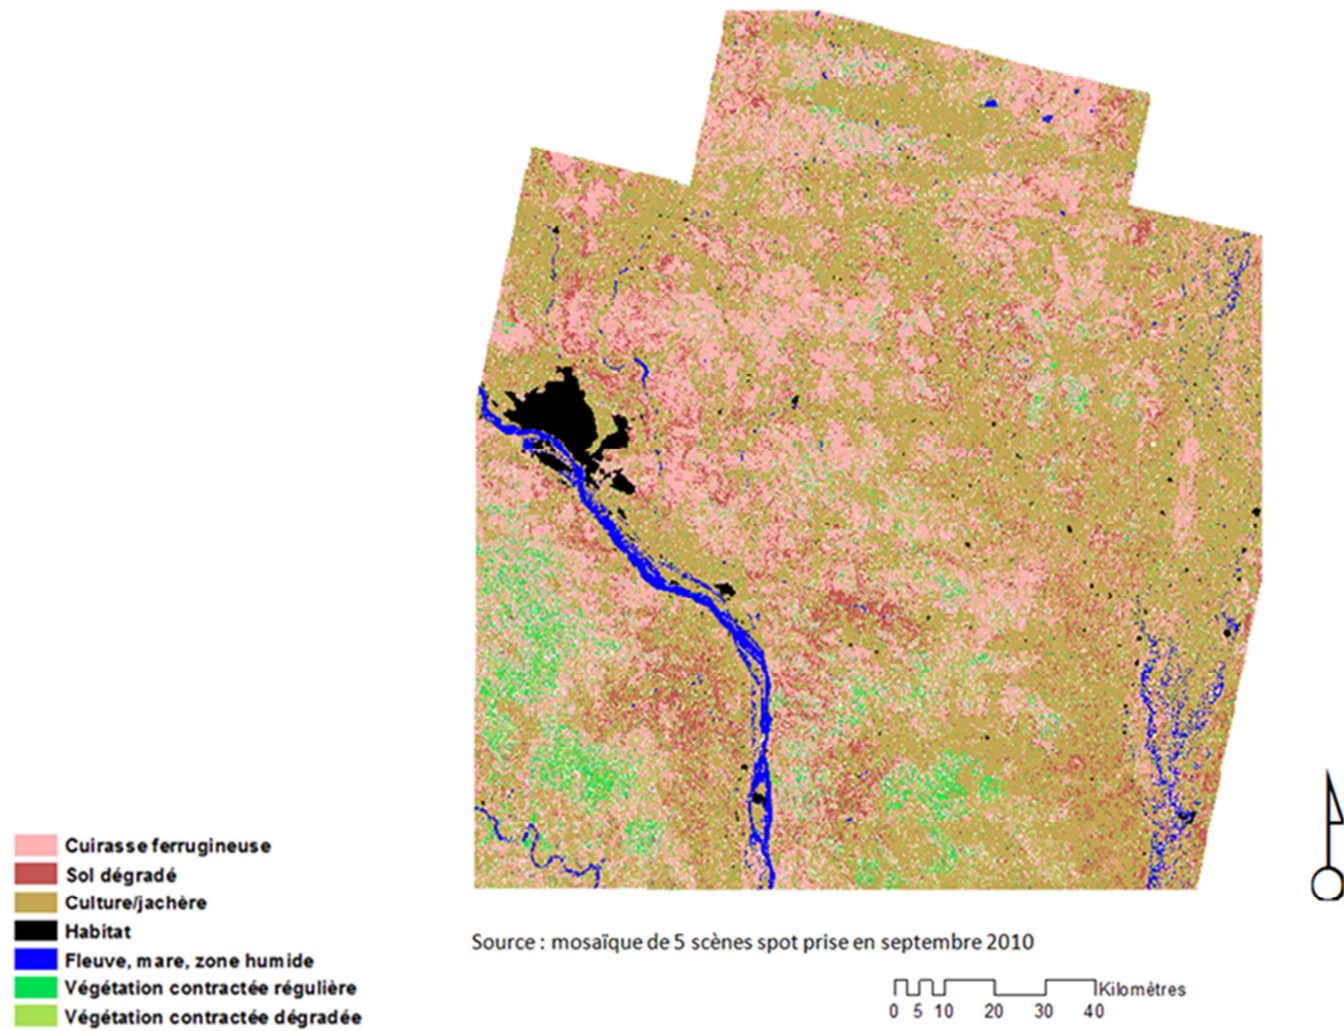 Cuirasse ferrugineuse
Sol dégradé
Culture/jachère
Habitat
Fleuve, mare, zone humide
Végétation contractée régulière
Végétation contractée dégradée
Source : mosaïque de 5 scènes spot prise en septembre 2010
Kilomètres
0 5 10 20 30 40